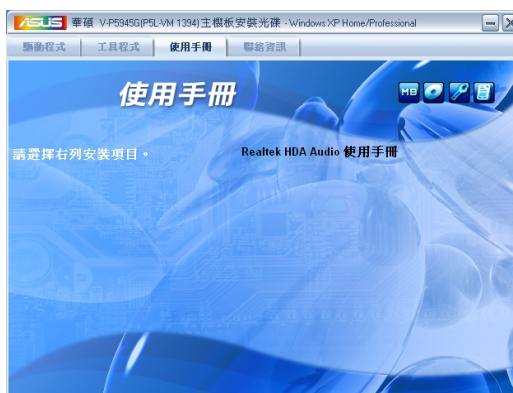 ASUS 華碩 V-P5945G(P5L-VM 1394)主機板安裝光碟 - Windows XP Home/Professional
驅動程式 工具程式 使用手冊 聯絡資訊
使用手冊
MB
請選擇右列安裝項目。
Realtek HDA Audio 使用手冊